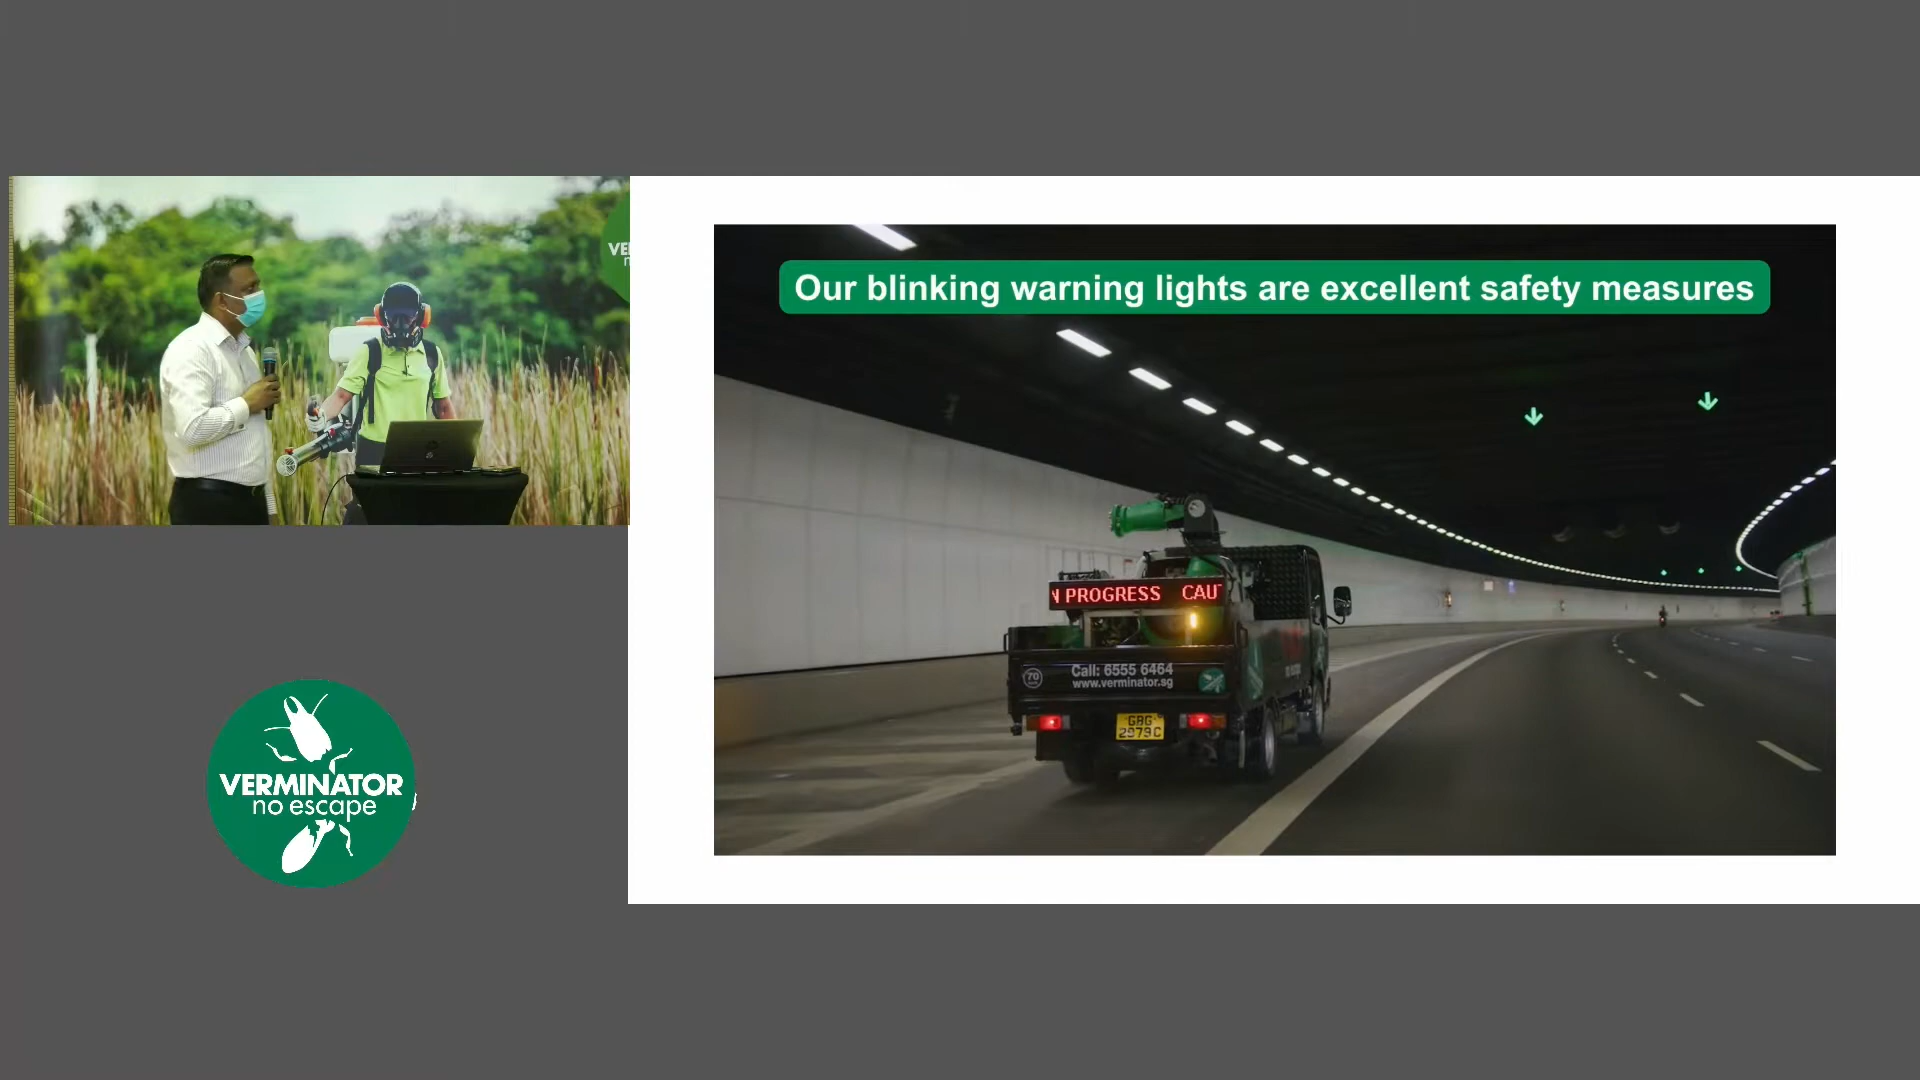 Our blinking warning lights are excellent safety measures
PROGRESS CAU
70
Call: 6555 6464
www.verminator.sg
GBG
2979C
VERMINATOR
no escape